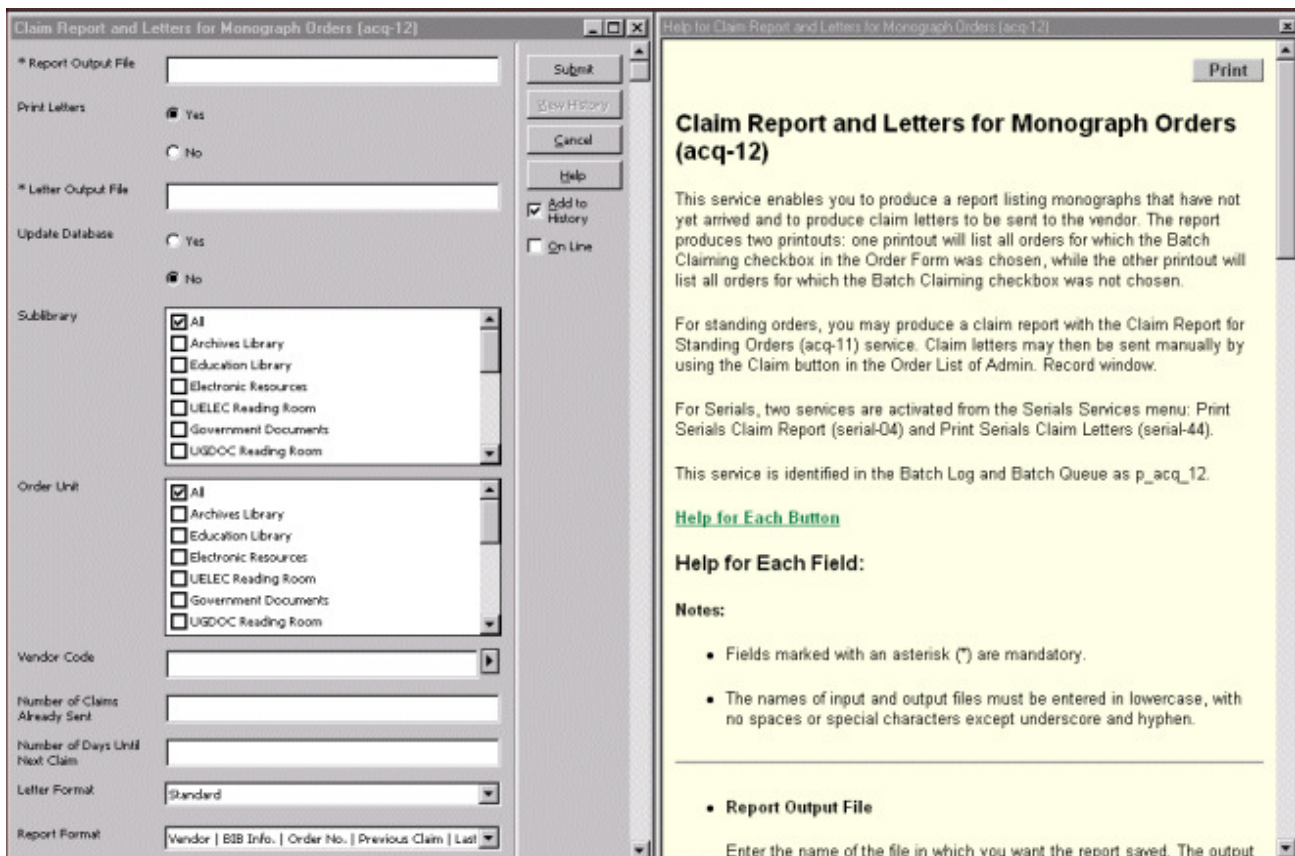 Claim Report and Letters for Monograph Orders (acq-12)
* Report Output File
Print Letters
Yes
No
* Letter Output File
Update Database
Yes
No
Sublibrary
All
Archives Library
Education Library
Electronic Resources
UELEC Reading Room
Government Documents
UGDOC Reading Room
Order Unit
All
Archives Library
Education Library
Electronic Resources
UELEC Reading Room
Government Documents
UGDOC Reading Room
Vendor Code
Number of Claims
Already Sent
Number of Days Until
Next Claim
Letter Format
Standard
Report Format
Vendor | BIB Info. | Order No. | Previous Claim | Last
Submit
View History
Cancel
Help
Add to
History
On Line
Help for Claim Report and Letters for Monograph Orders (acq-12)
Print
Claim Report and Letters for Monograph Orders
(acq-12)
This service enables you to produce a report listing monographs that have not
yet arrived and to produce claim letters to be sent to the vendor. The report
produces two printouts: one printout will list all orders for which the Batch
Claiming checkbox in the Order Form was chosen, while the other printout will
list all orders for which the Batch Claiming checkbox was not chosen.
For standing orders, you may produce a claim report with the Claim Report for
Standing Orders (acq-11) service. Claim letters may then be sent manually by
using the Claim button in the Order List of Admin. Record window.
For Serials, two services are activated from the Serials Services menu: Print
Serials Claim Report (serial-04) and Print Serials Claim Letters (serial-44).
This service is identified in the Batch Log and Batch Queue as p_acq_12.
Help for Each Button
Help for Each Field:
Notes:
• Fields marked with an asterisk (*) are mandatory.
• The names of input and output files must be entered in lowercase, with
no spaces or special characters except underscore and hyphen.
• Report Output File
Enter the name of the file in which you want the report saved. The output